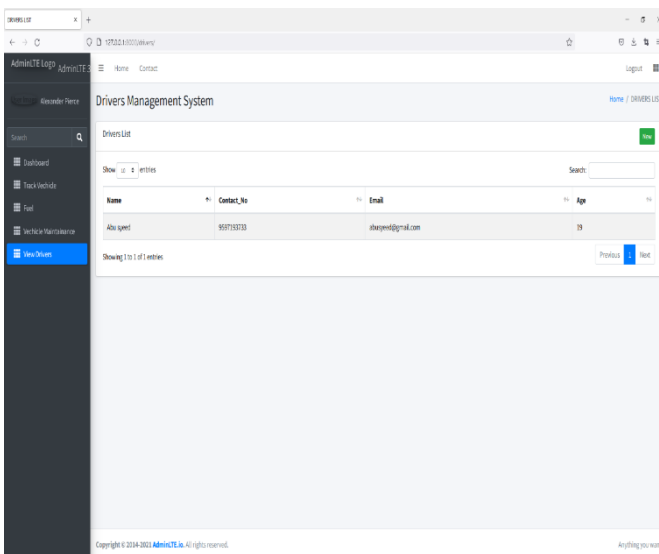 DRIVERS LIST
127.0.0.1:8000/drivers/
AdminLTE Logo AdminLTE 3
Home Contact
Logout
Alexander Pierce
Drivers Management System
Home / DRIVERS LIS
Search
Drivers List
New
Dashboard
Track Vechicle
Fuel
Vechicle Maintainance
View Drivers
Show 10 entries
Search:
Name Contact_No Email Age
Abu syeed 9597193733 abusyeed@gmail.com 19
Showing 1 to 1 of 1 entries
Previous 1 Next
Copyright © 2014-2021 AdminLTE.io. All rights reserved.
Anything you wan